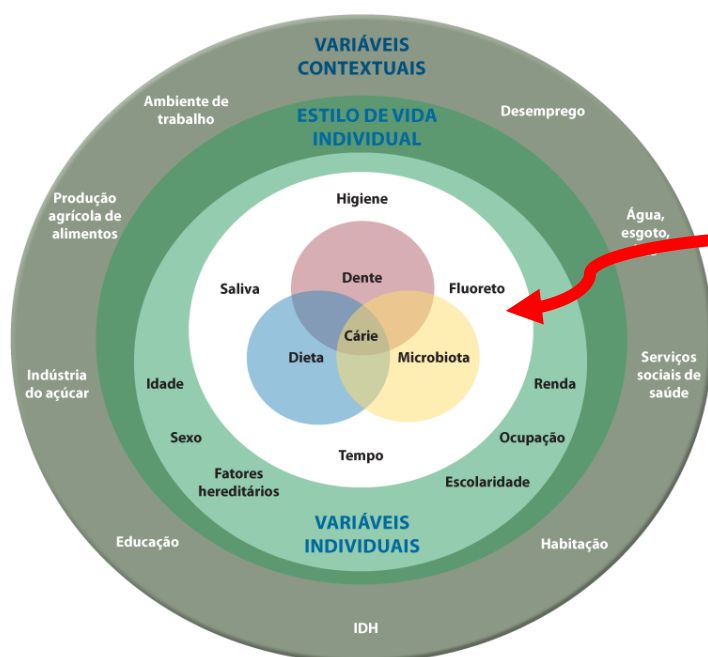 VARIÁVEIS
CONTEXTUAIS
Ambiente de
trabalho
ESTILO DE VIDA
INDIVIDUAL
Desemprego
Produção
agrícola de
alimentos
Higiene
Água,
esgoto,
Dente
Saliva
Fluoreto
Cárie
Dieta
Microbiota
Indústria
do açúcar
Idade
Renda
Serviços
sociais de
saúde
Sexo
Ocupação
Tempo
Fatores
hereditários
Escolaridade
VARIÁVEIS
INDIVIDUAIS
Educação
Habitação
IDH